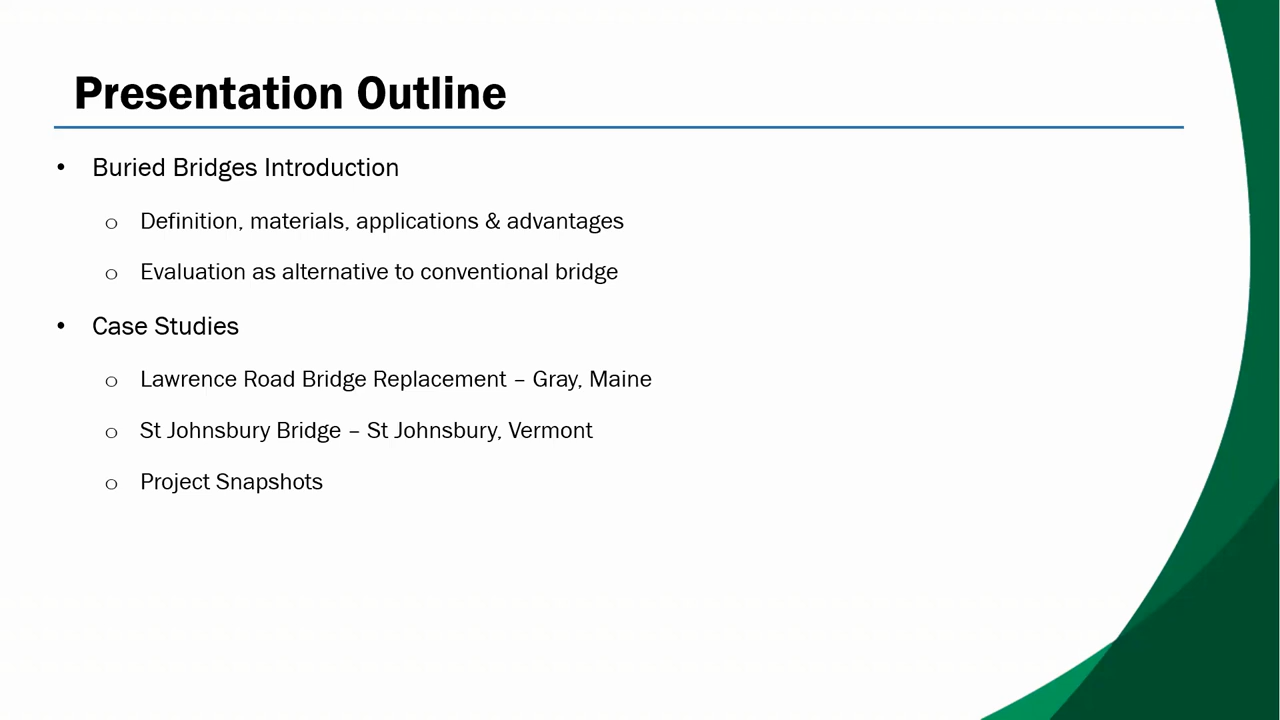 Presentation Outline
• Buried Bridges Introduction
o Definition, materials, applications & advantages
o Evaluation as alternative to conventional bridge
• Case Studies
o Lawrence Road Bridge Replacement – Gray, Maine
o St Johnsbury Bridge – St Johnsbury, Vermont
o Project Snapshots